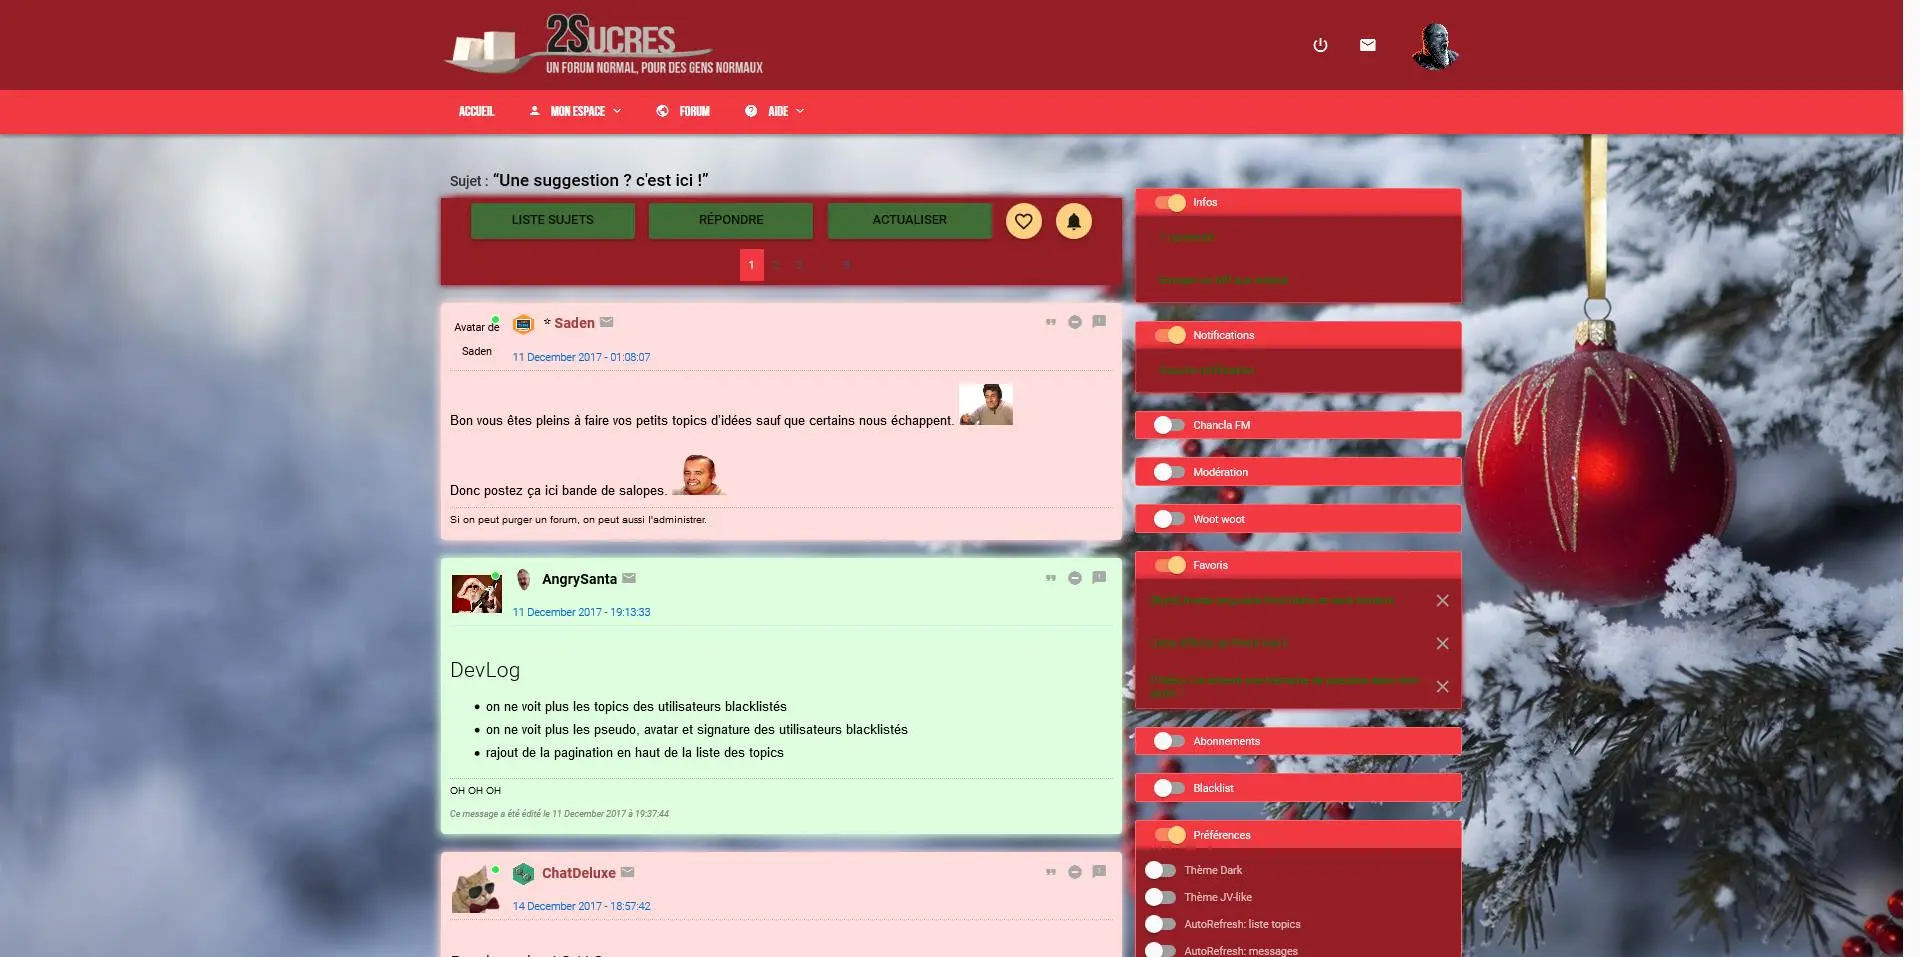 2SUCRES
UN FORUM NORMAL, POUR DES GENS NORMAUX
ACCUEIL
MON ESPACE
FORUM
AIDE
Sujet : “Une suggestion ? c'est ici !”
LISTE SUJETS
RÉPONDRE
ACTUALISER
1
2
3
Avatar de
Saden
* Saden
11 December 2017 - 01:08:07
Bon vous êtes pleins à faire vos petits topics d'idées sauf que certains nous échappent.
Donc postez ça ici bande de salopes.
Si on peut purger un forum, on peut aussi l'administrer.
AngrySanta
11 December 2017 - 19:13:33
DevLog
• on ne voit plus les topics des utilisateurs blacklistés
• on ne voit plus les pseudo, avatar et signature des utilisateurs blacklistés
• rajout de la pagination en haut de la liste des topics
OH OH OH
Ce message a été édité le 11 December 2017 à 19:37:44
ChatDeluxe
14 December 2017 - 18:57:42
Infos
Notifications
Chancla FM
Modération
Woot woot
Favoris
Abonnements
Blacklist
Préférences
Thème Dark
Thème JV-like
AutoRefresh: liste topics
AutoRefresh: messages